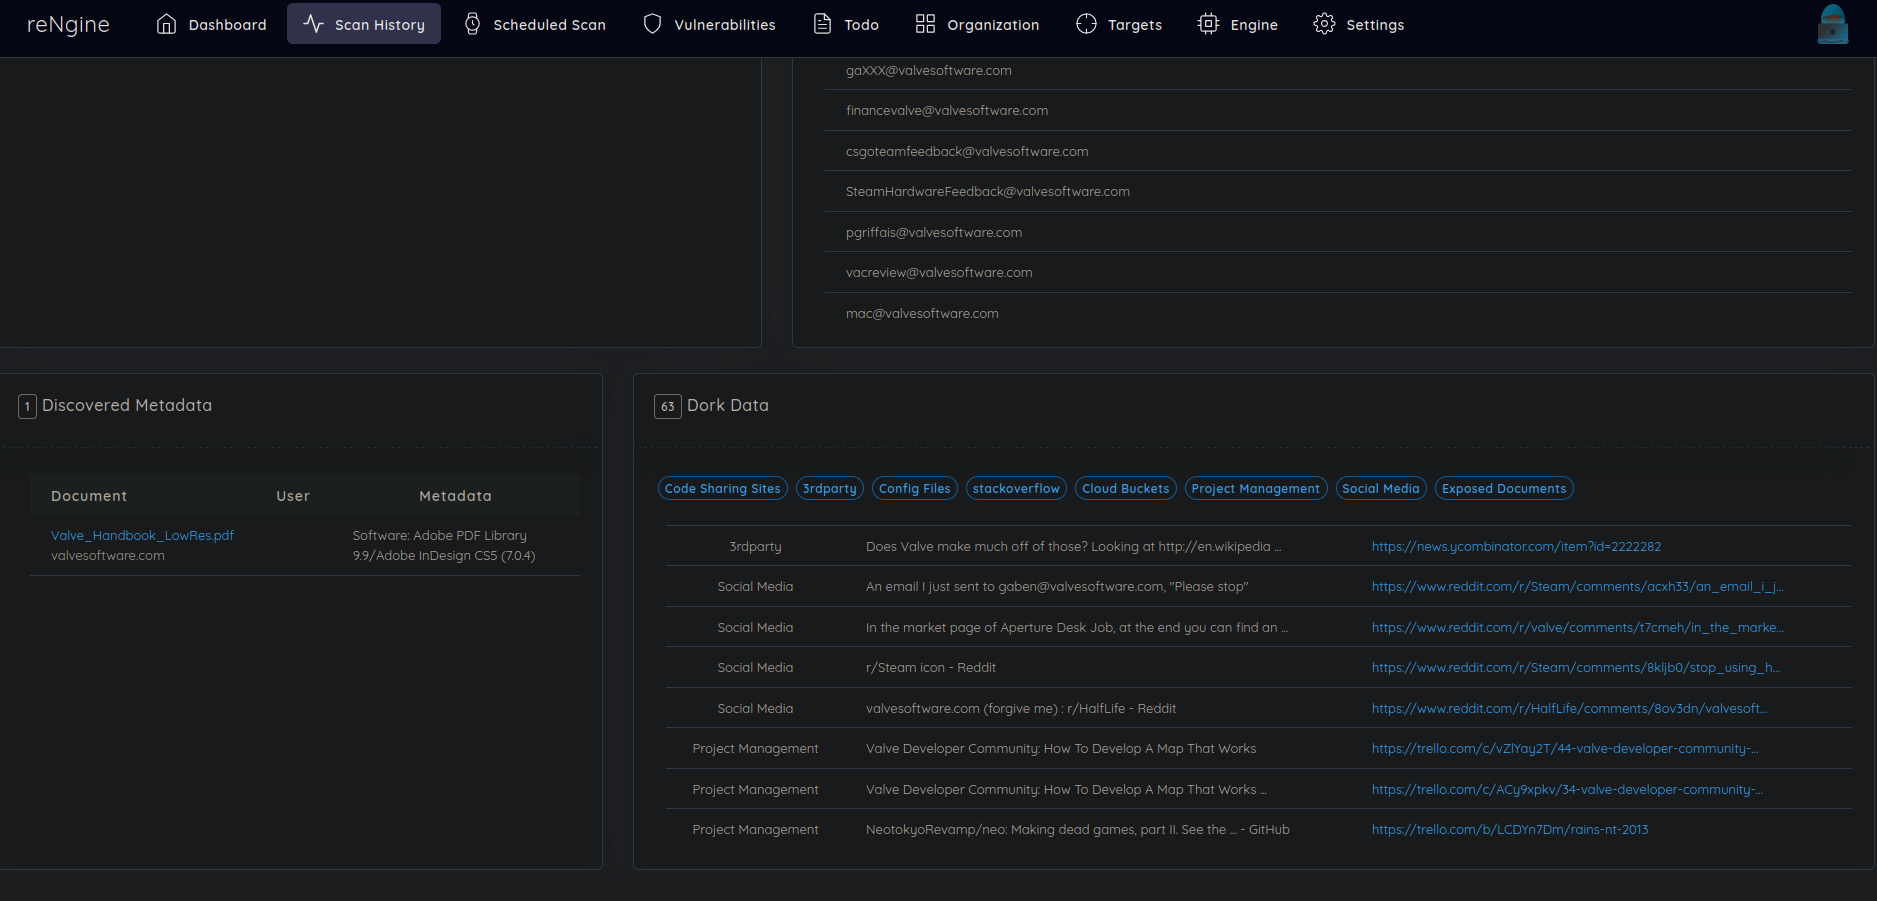 reNgine Dashboard Scan History Scheduled Scan Vulnerabilities Todo Organization Targets Engine Settings
gaXXX@valvesoftware.com
financevalve@valvesoftware.com
csgoteamfeedback@valvesoftware.com
SteamHardwareFeedback@valvesoftware.com
pgriffais@valvesoftware.com
vacreview@valvesoftware.com
mac@valvesoftware.com
1 Discovered Metadata
Document User Metadata
Valve_Handbook_LowRes.pdf Software: Adobe PDF Library
valvesoftware.com 9.9/Adobe InDesign CS5 (7.0.4)
63 Dork Data
Code Sharing Sites 3rdparty Config Files stackoverflow Cloud Buckets Project Management Social Media Exposed Documents
3rdparty Does Valve make much off of those? Looking at http://en.wikipedia ... https://news.ycombinator.com/item?id=2222282
Social Media An email I just sent to gaben@valvesoftware.com, "Please stop" https://www.reddit.com/r/Steam/comments/acxh33/an_email_i_j...
Social Media In the market page of Aperture Desk Job, at the end you can find an ... https://www.reddit.com/r/valve/comments/t7cmeh/in_the_marke...
Social Media r/Steam icon - Reddit https://www.reddit.com/r/Steam/comments/8kljb0/stop_using_h...
Social Media valvesoftware.com (forgive me) : r/HalfLife - Reddit https://www.reddit.com/r/HalfLife/comments/8ov3dn/valvesoft...
Project Management Valve Developer Community: How To Develop A Map That Works https://trello.com/c/vZlYay2T/44-valve-developer-community-...
Project Management Valve Developer Community: How To Develop A Map That Works ... https://trello.com/c/ACy9xpkv/34-valve-developer-community-...
Project Management NeotokyoRevamp/neo: Making dead games, part II. See the ... - GitHub https://trello.com/b/LCDYn7Dm/rains-nt-2013